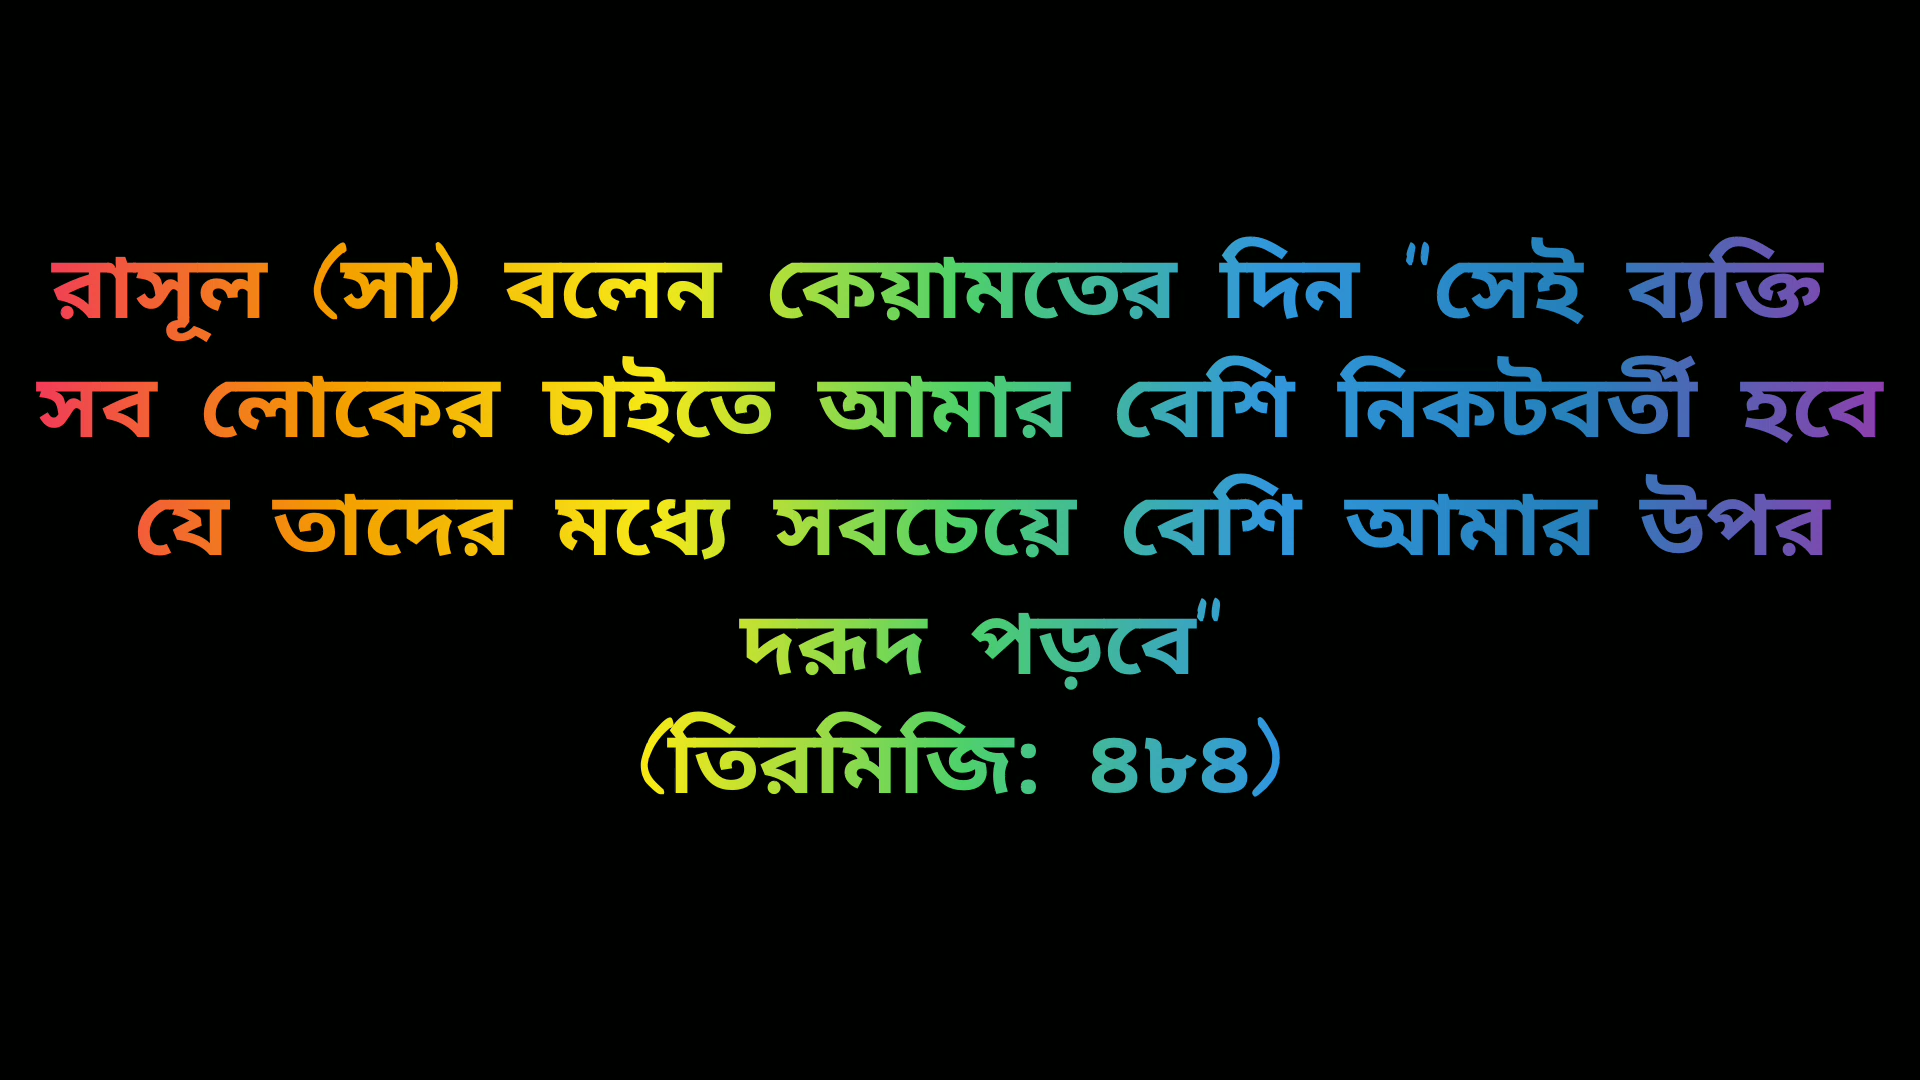 রাসূল (সা) বলেন কেয়ামতের দিন "সেই ব্যক্তি
সব লোকের চাইতে আমার বেশি নিকটবর্তী হবে
যে তাদের মধ্যে সবচেয়ে বেশি আমার উপর
দরূদ পড়বে"
(তিরমিজি: ৪৮৪)